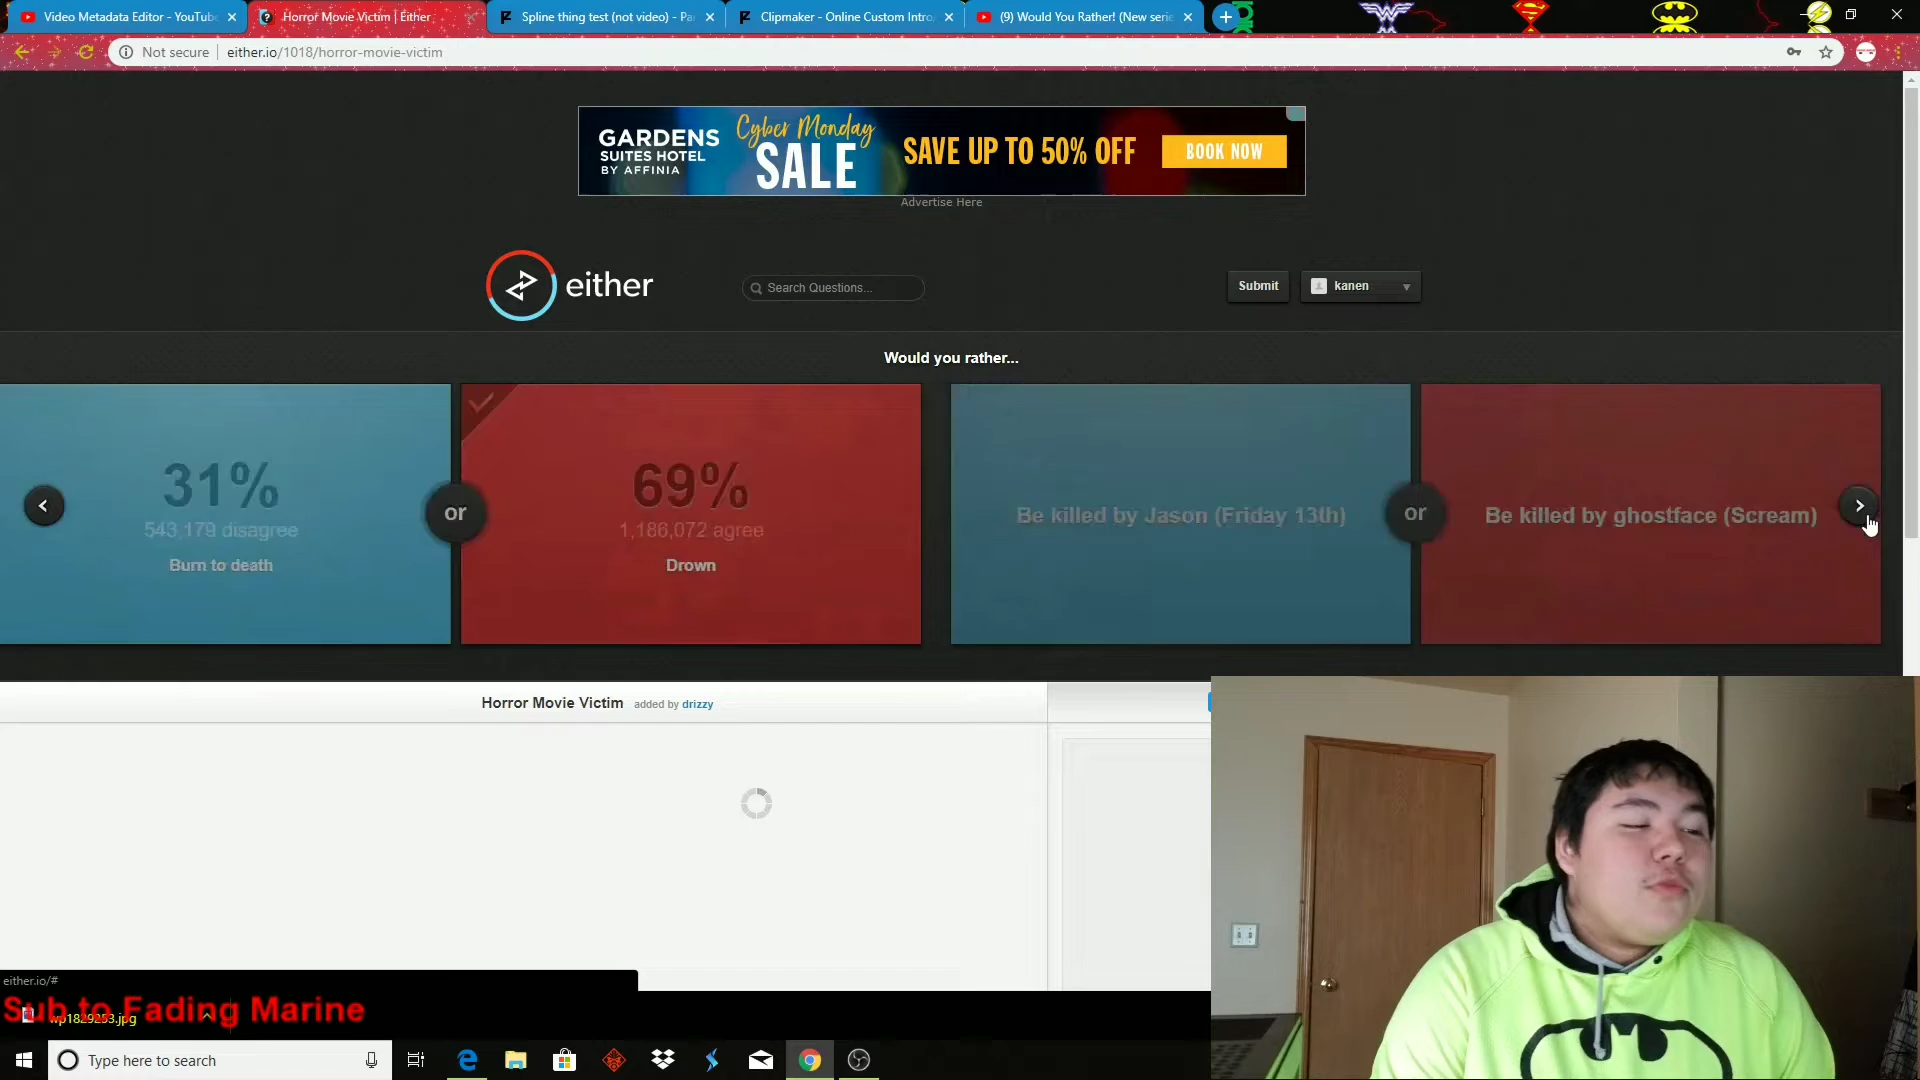 Video Metadata Editor - YouTube
Horror Movie Victim | Either
Spline thing test (not video) - Pa
Clipmaker - Online Custom Intro
(9) Would You Rather! (New serie
Not secure
either.io/1018/horror-movie-victim
GARDENS
SUITES HOTEL
BY AFFINIA
Cyber Monday
SALE
SAVE UP TO 50% OFF
BOOK NOW
Advertise Here
either
Search Questions...
Submit
kanen
Would you rather...
31%
543,179 disagree
Burn to death
or
69%
1,186,072 agree
Drown
Be killed by Jason (Friday 13th)
or
Be killed by ghostface (Scream)
Horror Movie Victim added by drizzy
either.io/#
Sub to Fading Marine
wp1829253.jpg
Type here to search